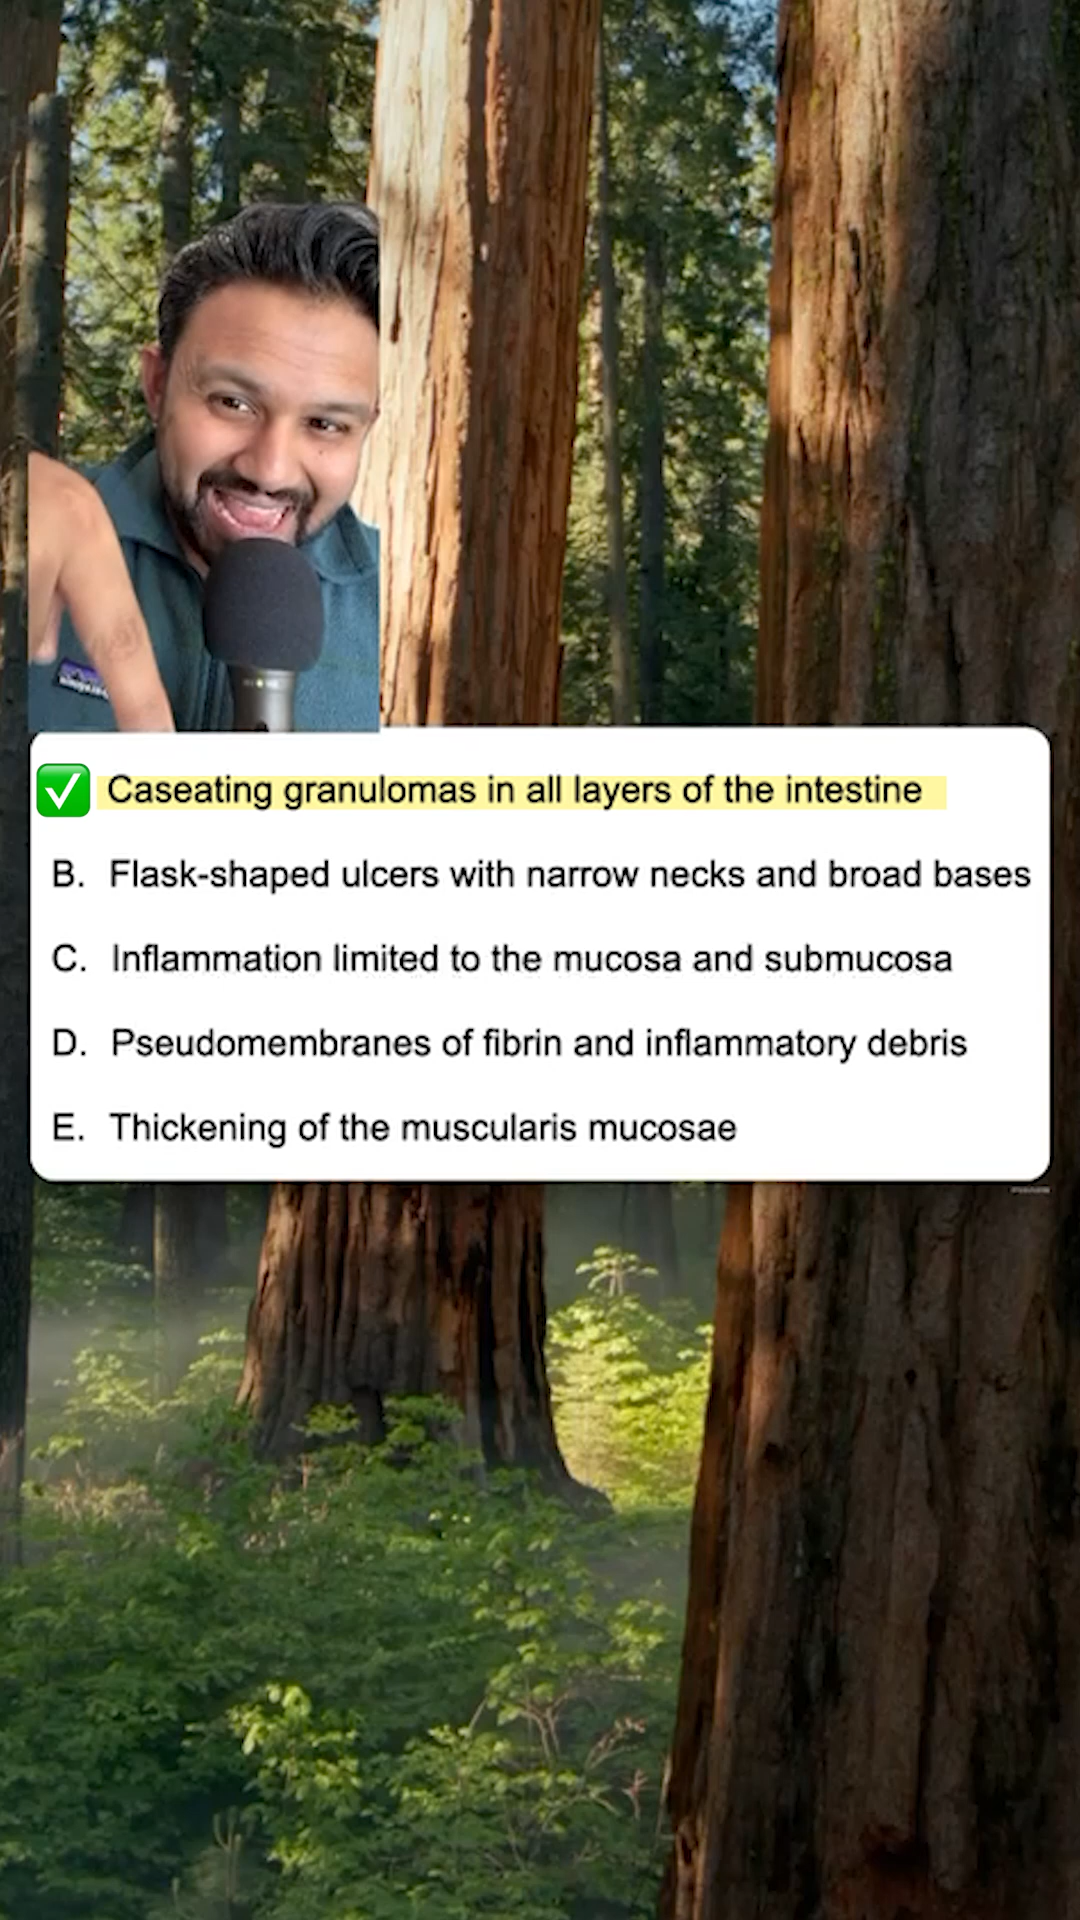 Caseating granulomas in all layers of the intestine
B. Flask-shaped ulcers with narrow necks and broad bases
C. Inflammation limited to the mucosa and submucosa
D. Pseudomembranes of fibrin and inflammatory debris
E. Thickening of the muscularis mucosae